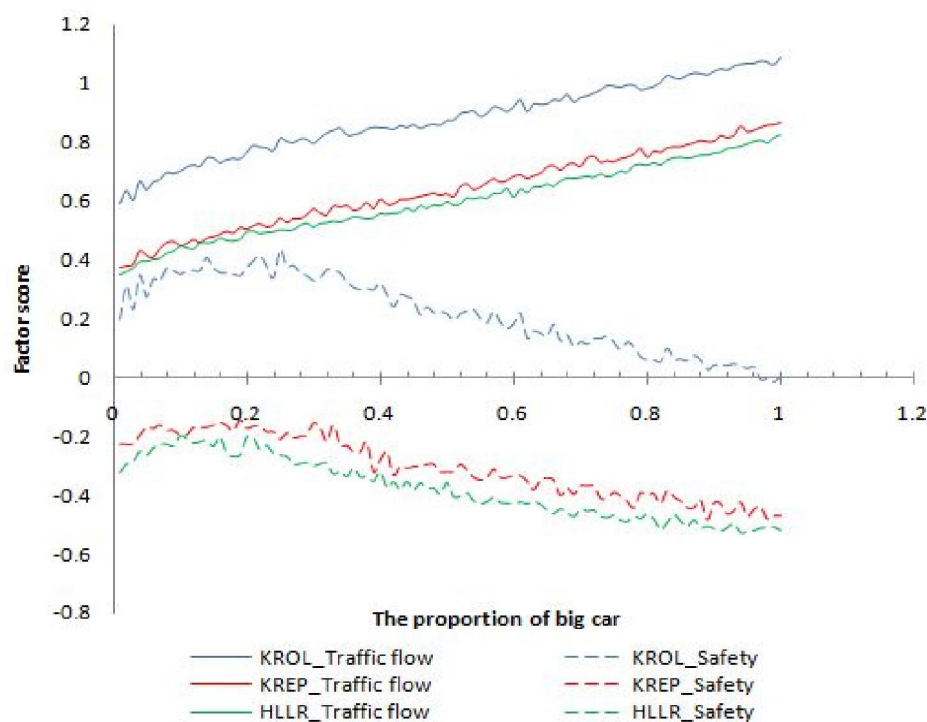 1.2
1
0.8
0.6
0.4
0.2
0
0 0.2 0.4 0.6 0.8 1 1.2
-0.2
-0.4
-0.6
-0.8
Factor score
The proportion of big car
KROL_Traffic flow KROL_Safety
KREP_Traffic flow KREP_Safety
HLLR_Traffic flow HLLR_Safety